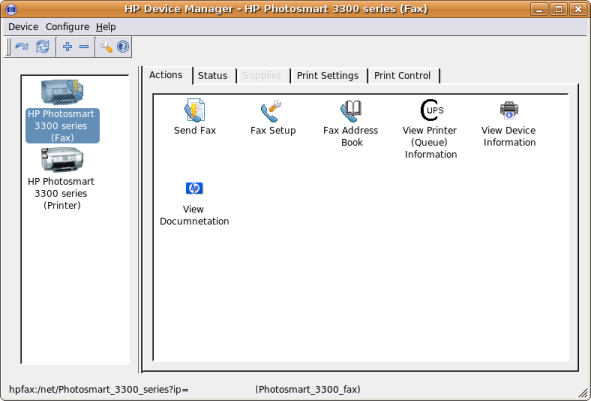 HP Device Manager - HP Photosmart 3300 series (Fax)
Device Configure Help
Actions Status Supplies Print Settings Print Control
HP Photosmart
3300 series
(Fax)
HP Photosmart
3300 series
(Printer)
Send Fax
Fax Setup
Fax Address
Book
CUPS
View Printer
(Queue)
Information
View Device
Information
hp
View
Documnetation
hpfax:/net/Photosmart_3300_series?ip= (Photosmart_3300_fax)